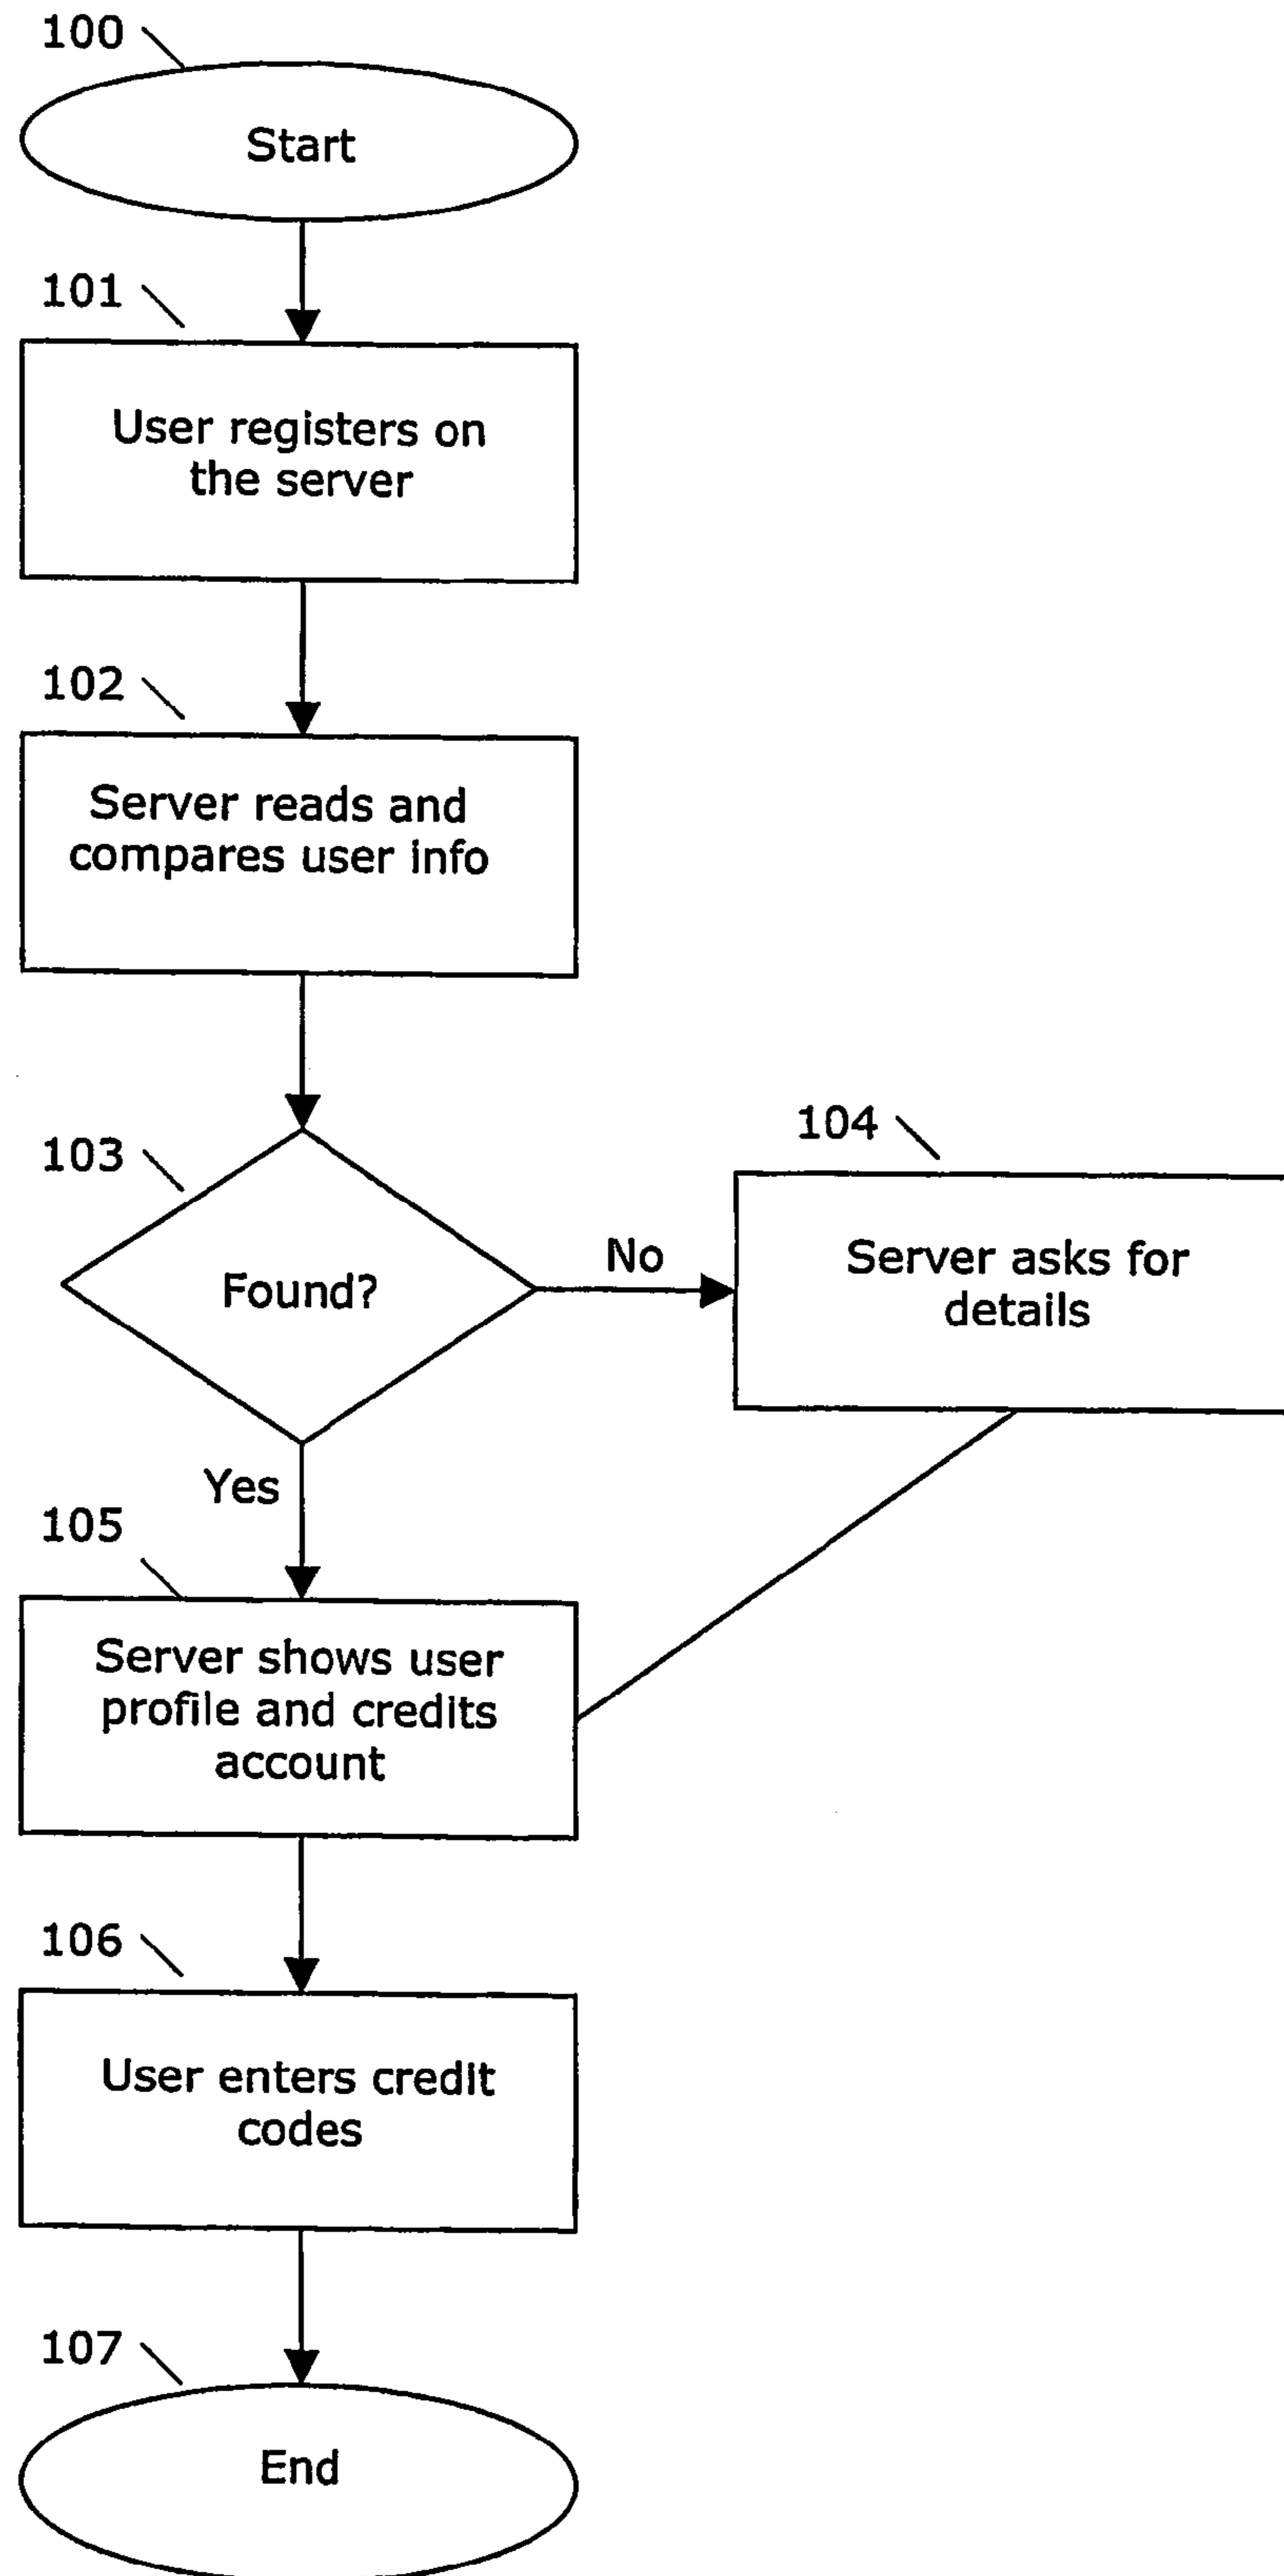 100
Start
101
User registers on
the server
102
Server reads and
compares user info
103
Found?
No
104
Server asks for
details
Yes
105
Server shows user
profile and credits
account
106
User enters credit
codes
107
End